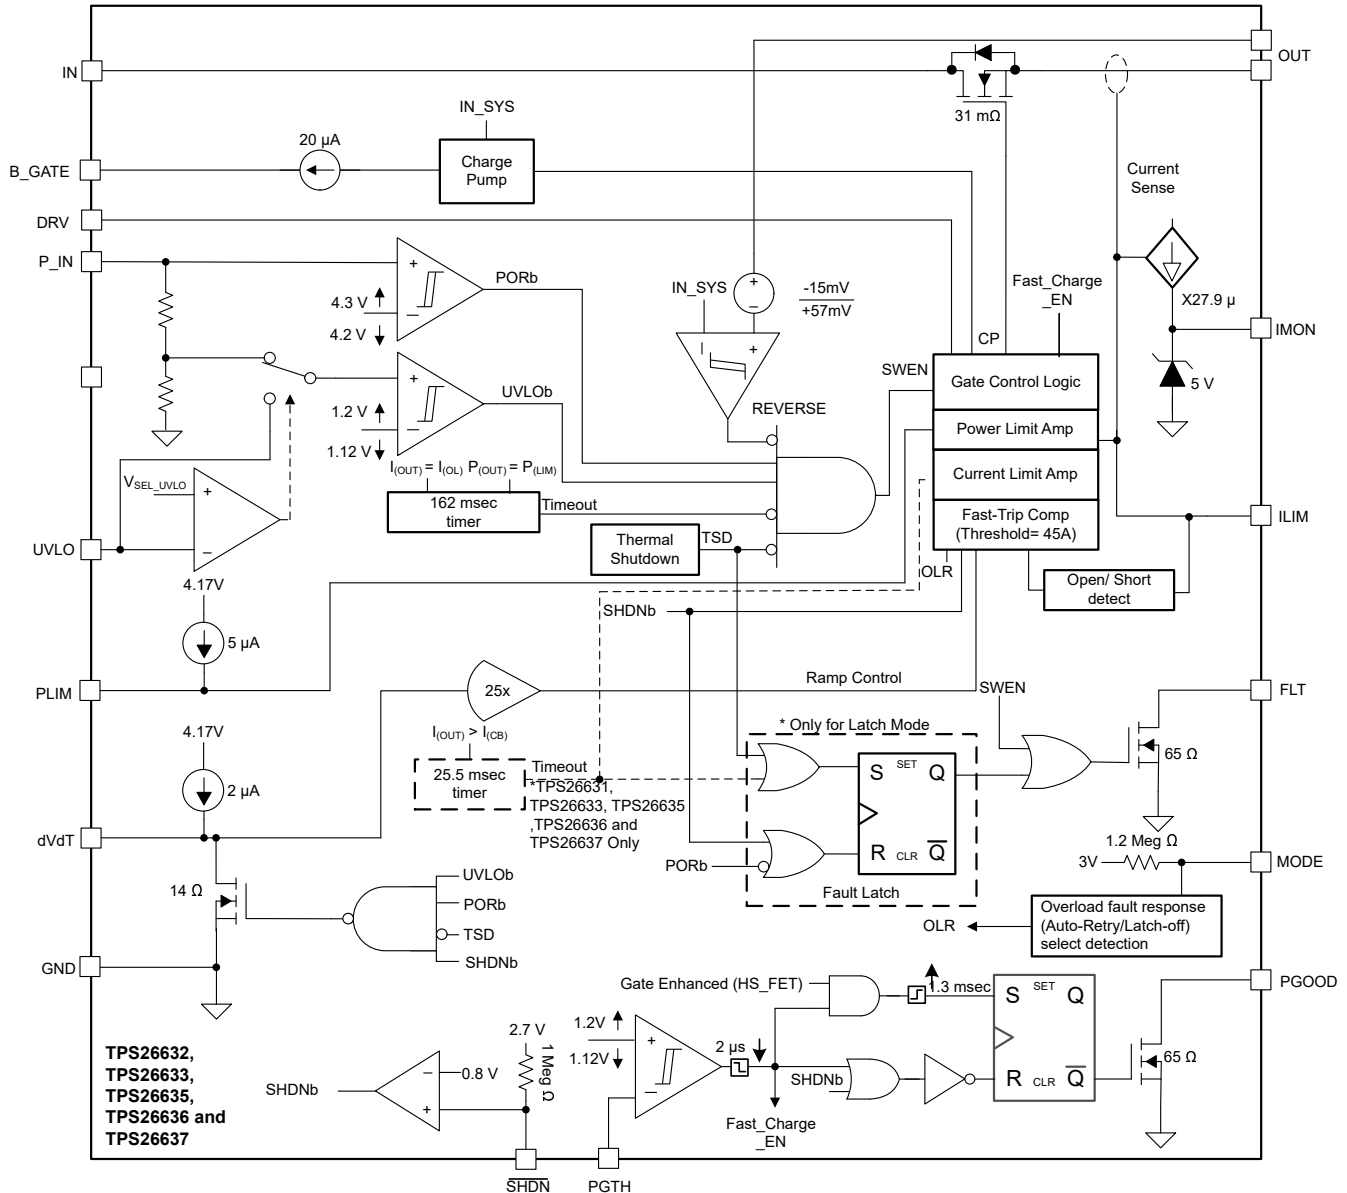 IN
OUT
31 mΩ
IN_SYS
20 µA
Charge
Pump
B_GATE
Current
Sense
DRV
P_IN
PORb
4.3 V
4.2 V
IN_SYS
+
–
-15mV
+57mV
Fast_Charge
_EN
X27.9 µ
IMON
5 V
CP
SWEN
Gate Control Logic
Power Limit Amp
Current Limit Amp
Fast-Trip Comp
(Threshold= 45A)
UVLOb
1.2 V
1.12 V
REVERSE
I(OUT) = I(OL) P(OUT) = P(LIM)
162 msec
timer
Timeout
VSEL_UVLO
+
–
UVLO
Thermal
Shutdown
TSD
OLR
Open/ Short
detect
ILIM
SHDNb
4.17V
5 µA
PLIM
25x
Ramp Control
SWEN
FLT
65 Ω
* Only for Latch Mode
4.17V
2 µA
I(OUT) > I(CB)
25.5 msec
timer
Timeout
*TPS26631,
TPS26633, TPS26635
,TPS26636 and
TPS26637 Only
S SET Q
R CLR Q
PORb
Fault Latch
dVdT
14 Ω
UVLOb
PORb
TSD
SHDNb
GND
1.2 Meg Ω
3V
MODE
Overload fault response
(Auto-Retry/Latch-off)
select detection
OLR
Gate Enhanced (HS_FET)
1.3 msec
PGOOD
S SET Q
R CLR Q
65 Ω
1.2V
1.12V
+
–
2 µs
SHDNb
Fast_Charge
_EN
2.7 V
1 Meg Ω
0.8 V
–
+
SHDNb
TPS26632,
TPS26633,
TPS26635,
TPS26636 and
TPS26637
SHDN
PGTH